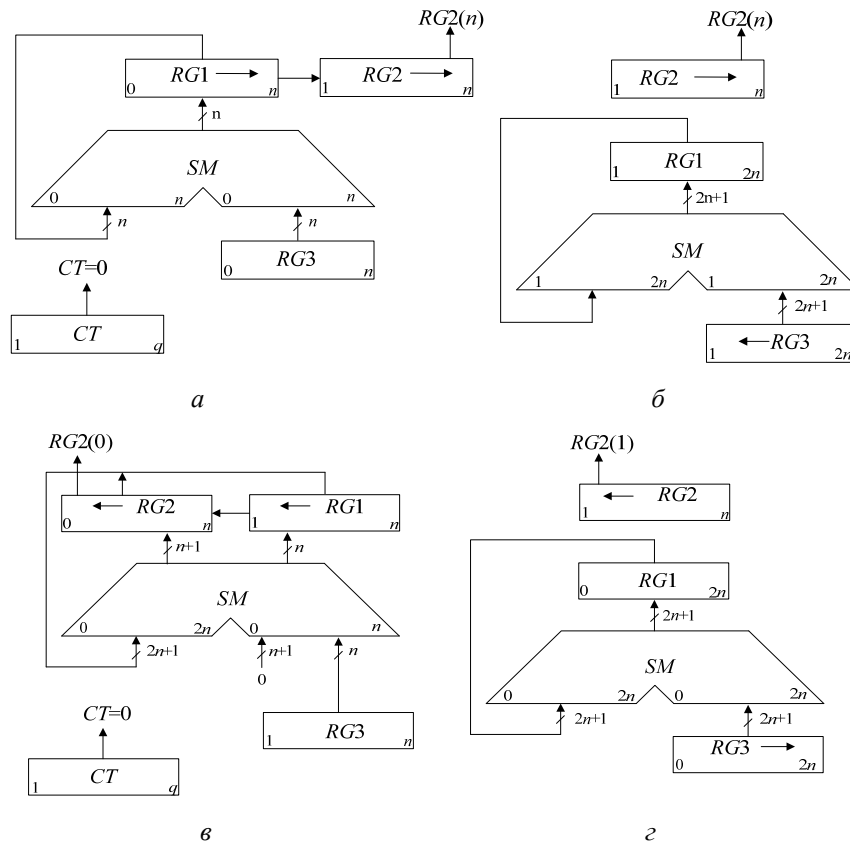 RG2(n)
RG1
0
n
RG2
1
n
n
SM
0
n
0
n
n
n
RG3
0
n
CT=0
CT
1
q
а
RG2(n)
RG2
1
n
RG1
1
2n
2n+1
SM
1
2n
1
2n
2n+1
RG3
1
2n
б
RG2(0)
RG2
0
n
RG1
1
n
n+1
n
SM
0
2n
0
n
2n+1
n+1
n
0
RG3
1
n
CT=0
CT
1
q
в
RG2(1)
RG2
1
n
RG1
0
2n
2n+1
SM
0
2n
0
2n
2n+1
2n+1
RG3
0
2n
г